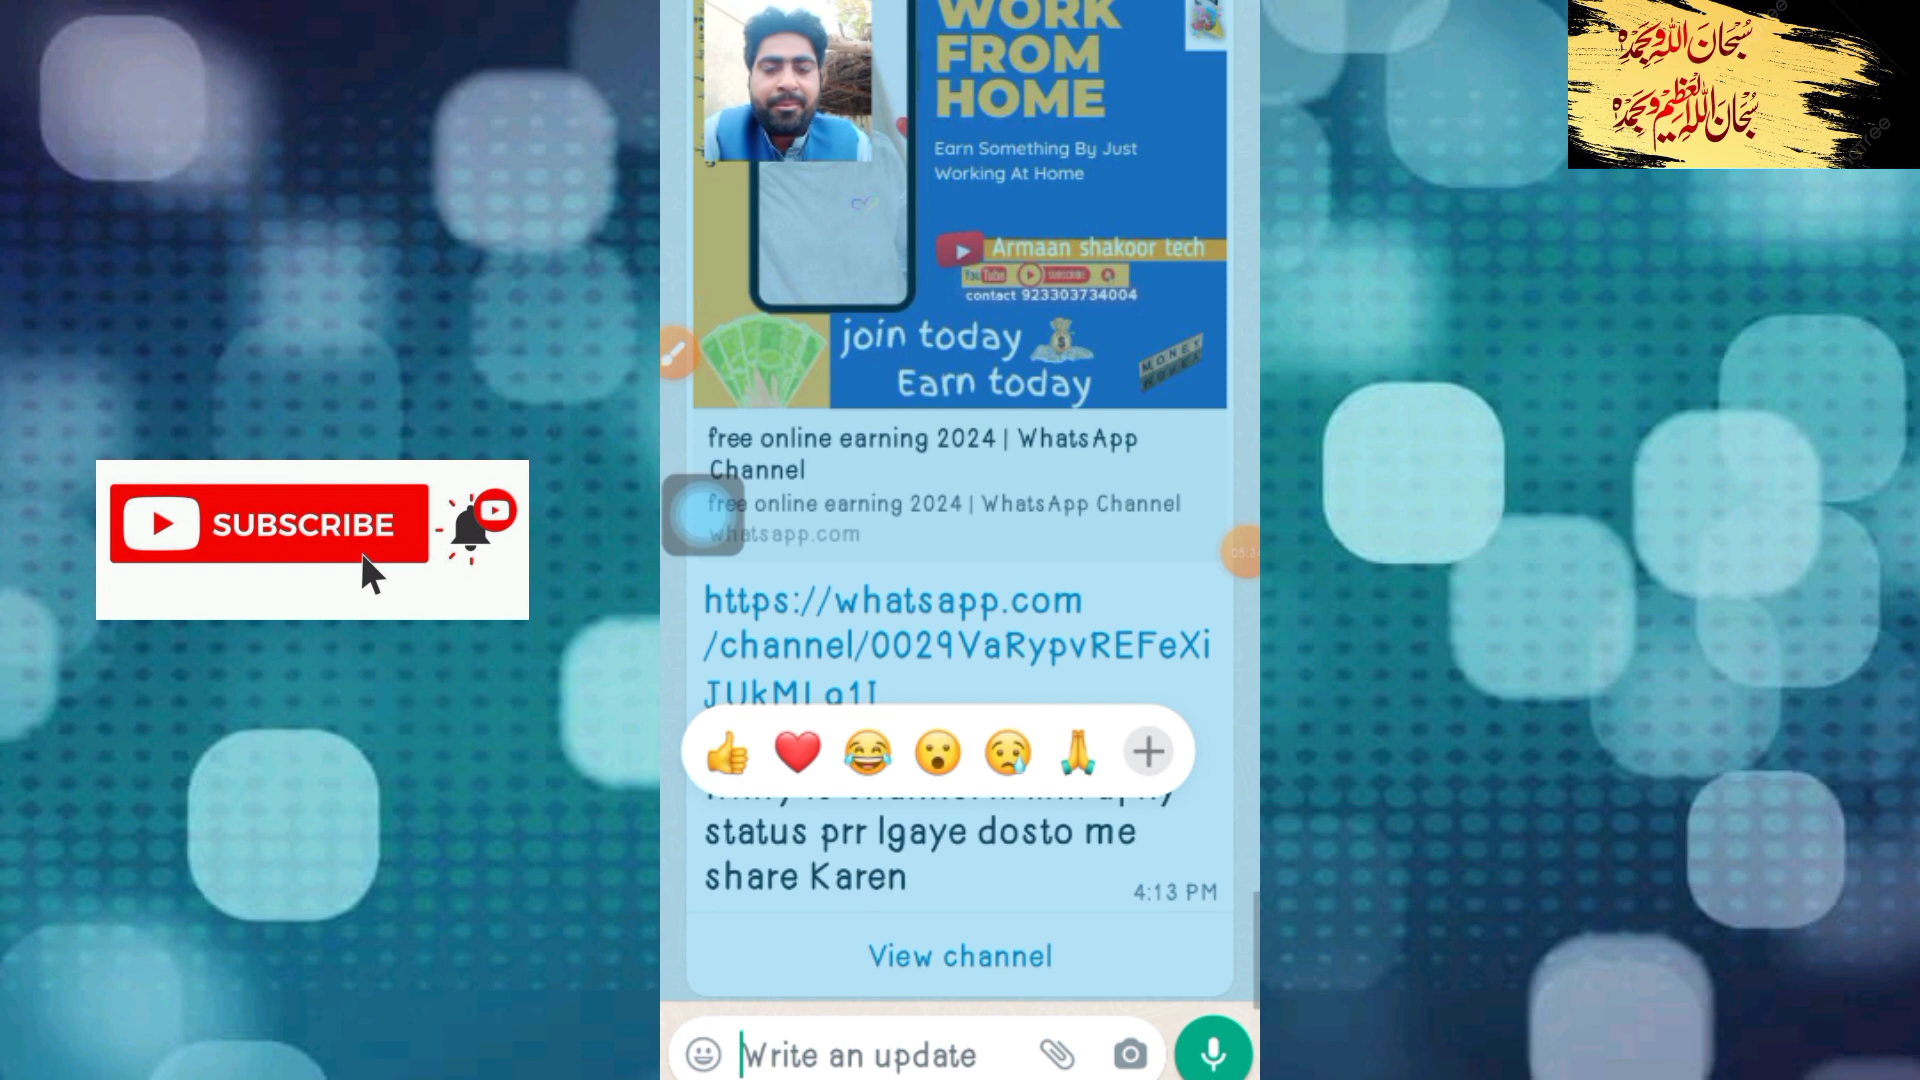 WORK
FROM
HOME
Earn Something By Just
Working At Home
Armaan shakoor tech
YouTube
SUBSCRIBE
contact 923303734004
join today
Earn today
MONEY
سُبْحَانَ اللّٰهِ وَبِحَمْدِهٖ
سُبْحَانَ اللّٰهِ الْعَظِيْمِ وَبِحَمْدِهٖ
SUBSCRIBE
free online earning 2024 | WhatsApp
Channel
free online earning 2024 | WhatsApp Channel
whatsapp.com
https://whatsapp.com
/channel/0029VaRypvREFeXi
status prr lgaye dosto me
share Karen
4:13 PM
View channel
Write an update